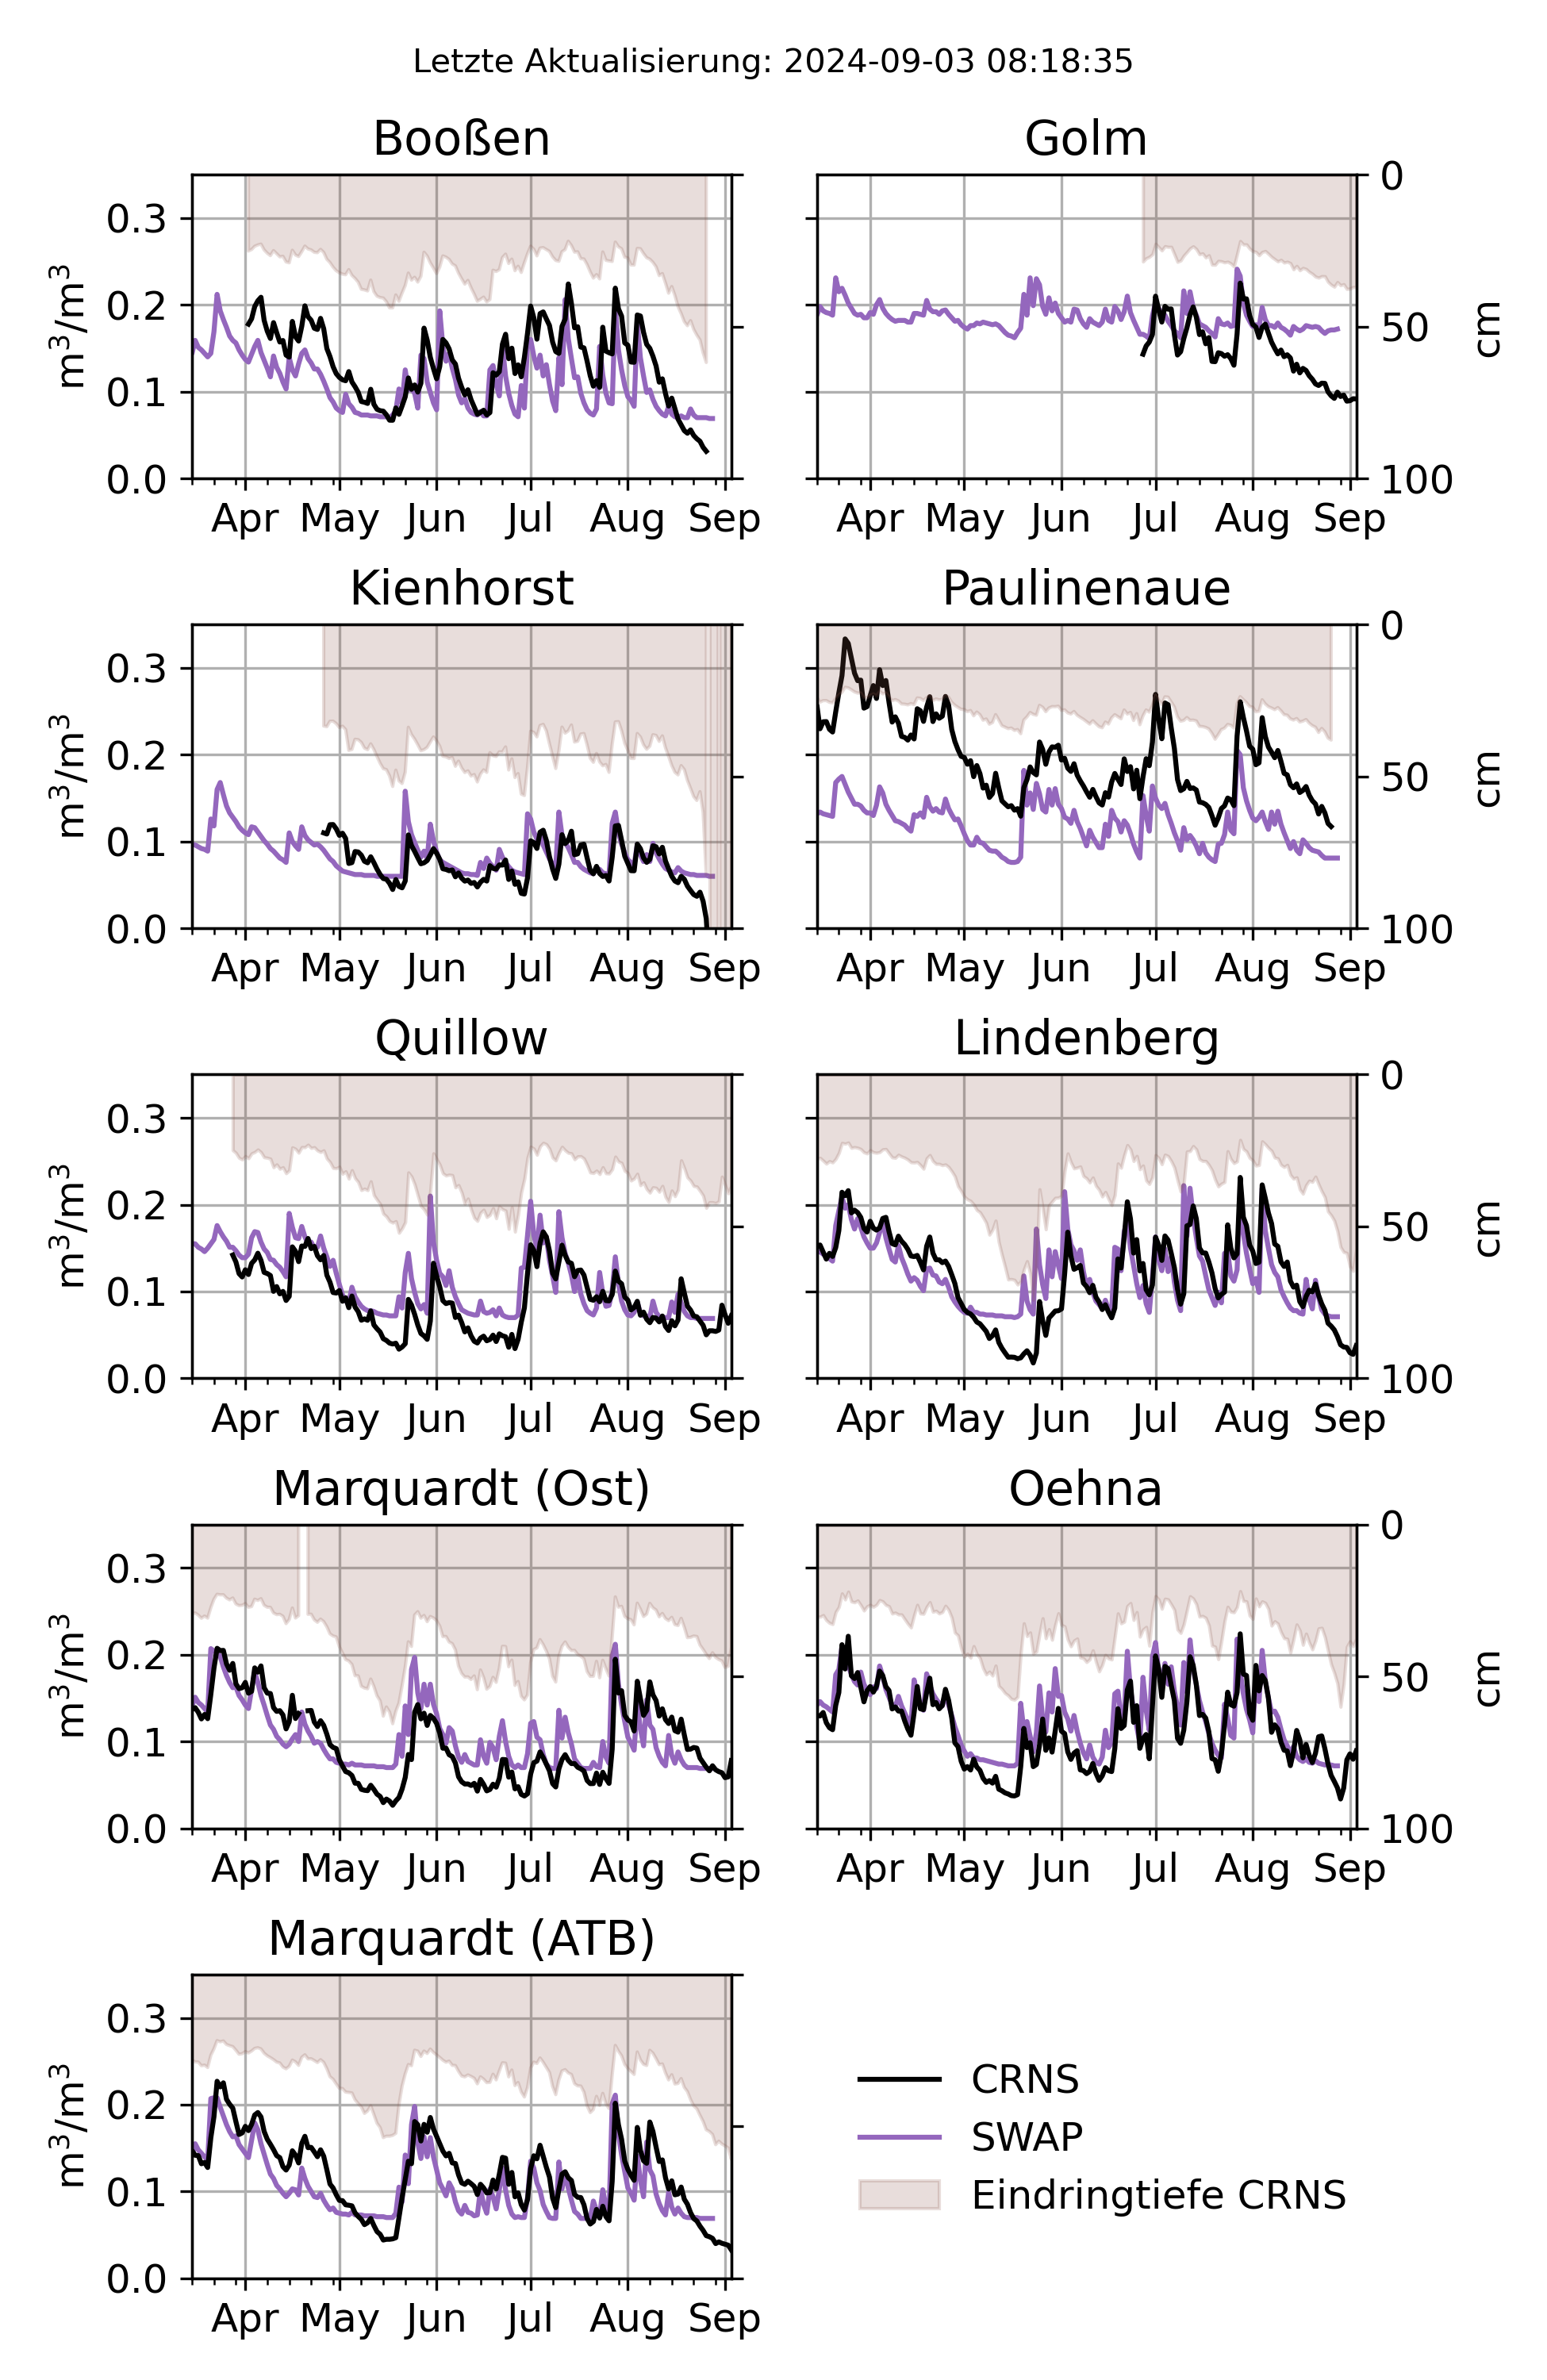 Letzte Aktualisierung: 2024-09-03 08:18:35
Booßen
Golm
m³/m³
0.3
0.2
0.1
0.0
Apr May Jun Jul Aug Sep
Apr May Jun Jul Aug Sep
0
50
100
cm
Kienhorst
Paulinenaue
m³/m³
0.3
0.2
0.1
0.0
Apr May Jun Jul Aug Sep
Apr May Jun Jul Aug Sep
0
50
100
cm
Quillow
Lindenberg
m³/m³
0.3
0.2
0.1
0.0
Apr May Jun Jul Aug Sep
Apr May Jun Jul Aug Sep
0
50
100
cm
Marquardt (Ost)
Oehna
m³/m³
0.3
0.2
0.1
0.0
Apr May Jun Jul Aug Sep
Apr May Jun Jul Aug Sep
0
50
100
cm
Marquardt (ATB)
m³/m³
0.3
0.2
0.1
0.0
Apr May Jun Jul Aug Sep
CRNS
SWAP
Eindringtiefe CRNS